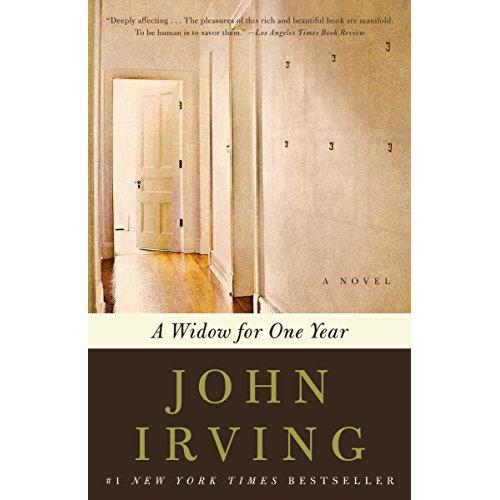 “Deeply affecting . . . The pleasures of this rich and beautiful book are manifold.
To be human is to savor them.” —Los Angeles Times Book Review
A NOVEL
A Widow for One Year
JOHN
IRVING
#1 NEW YORK TIMES BESTSELLER